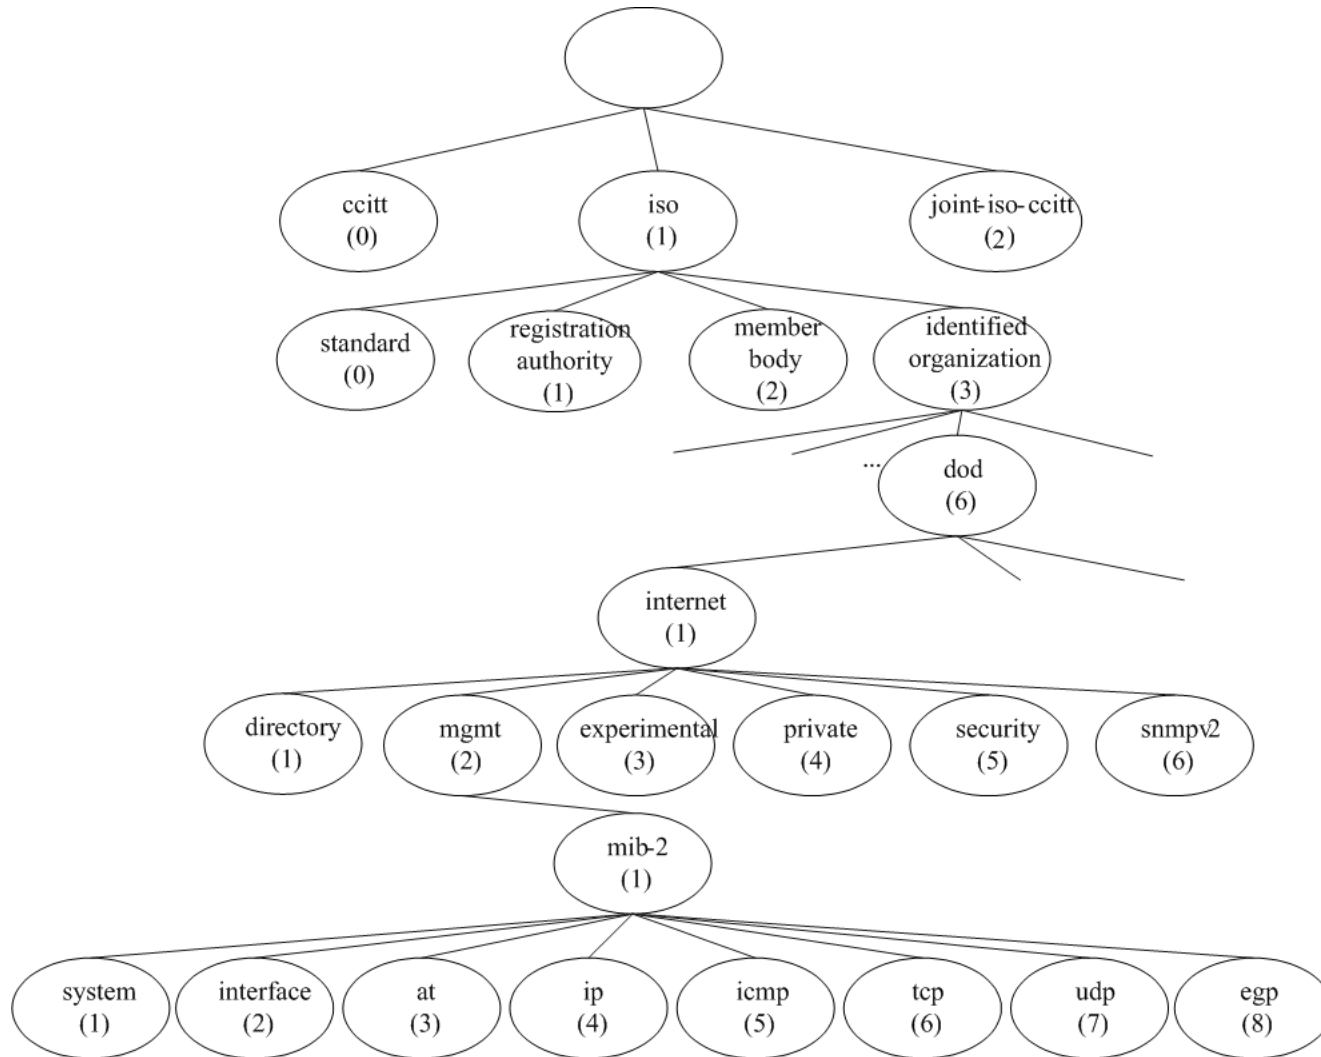 ccitt
(0)
iso
(1)
joint-iso-ccitt
(2)
standard
(0)
registration
authority
(1)
member
body
(2)
identified
organization
(3)
...
dod
(6)
internet
(1)
directory
(1)
mgmt
(2)
experimental
(3)
private
(4)
security
(5)
snmpv2
(6)
mib-2
(1)
system
(1)
interface
(2)
at
(3)
ip
(4)
icmp
(5)
tcp
(6)
udp
(7)
egp
(8)